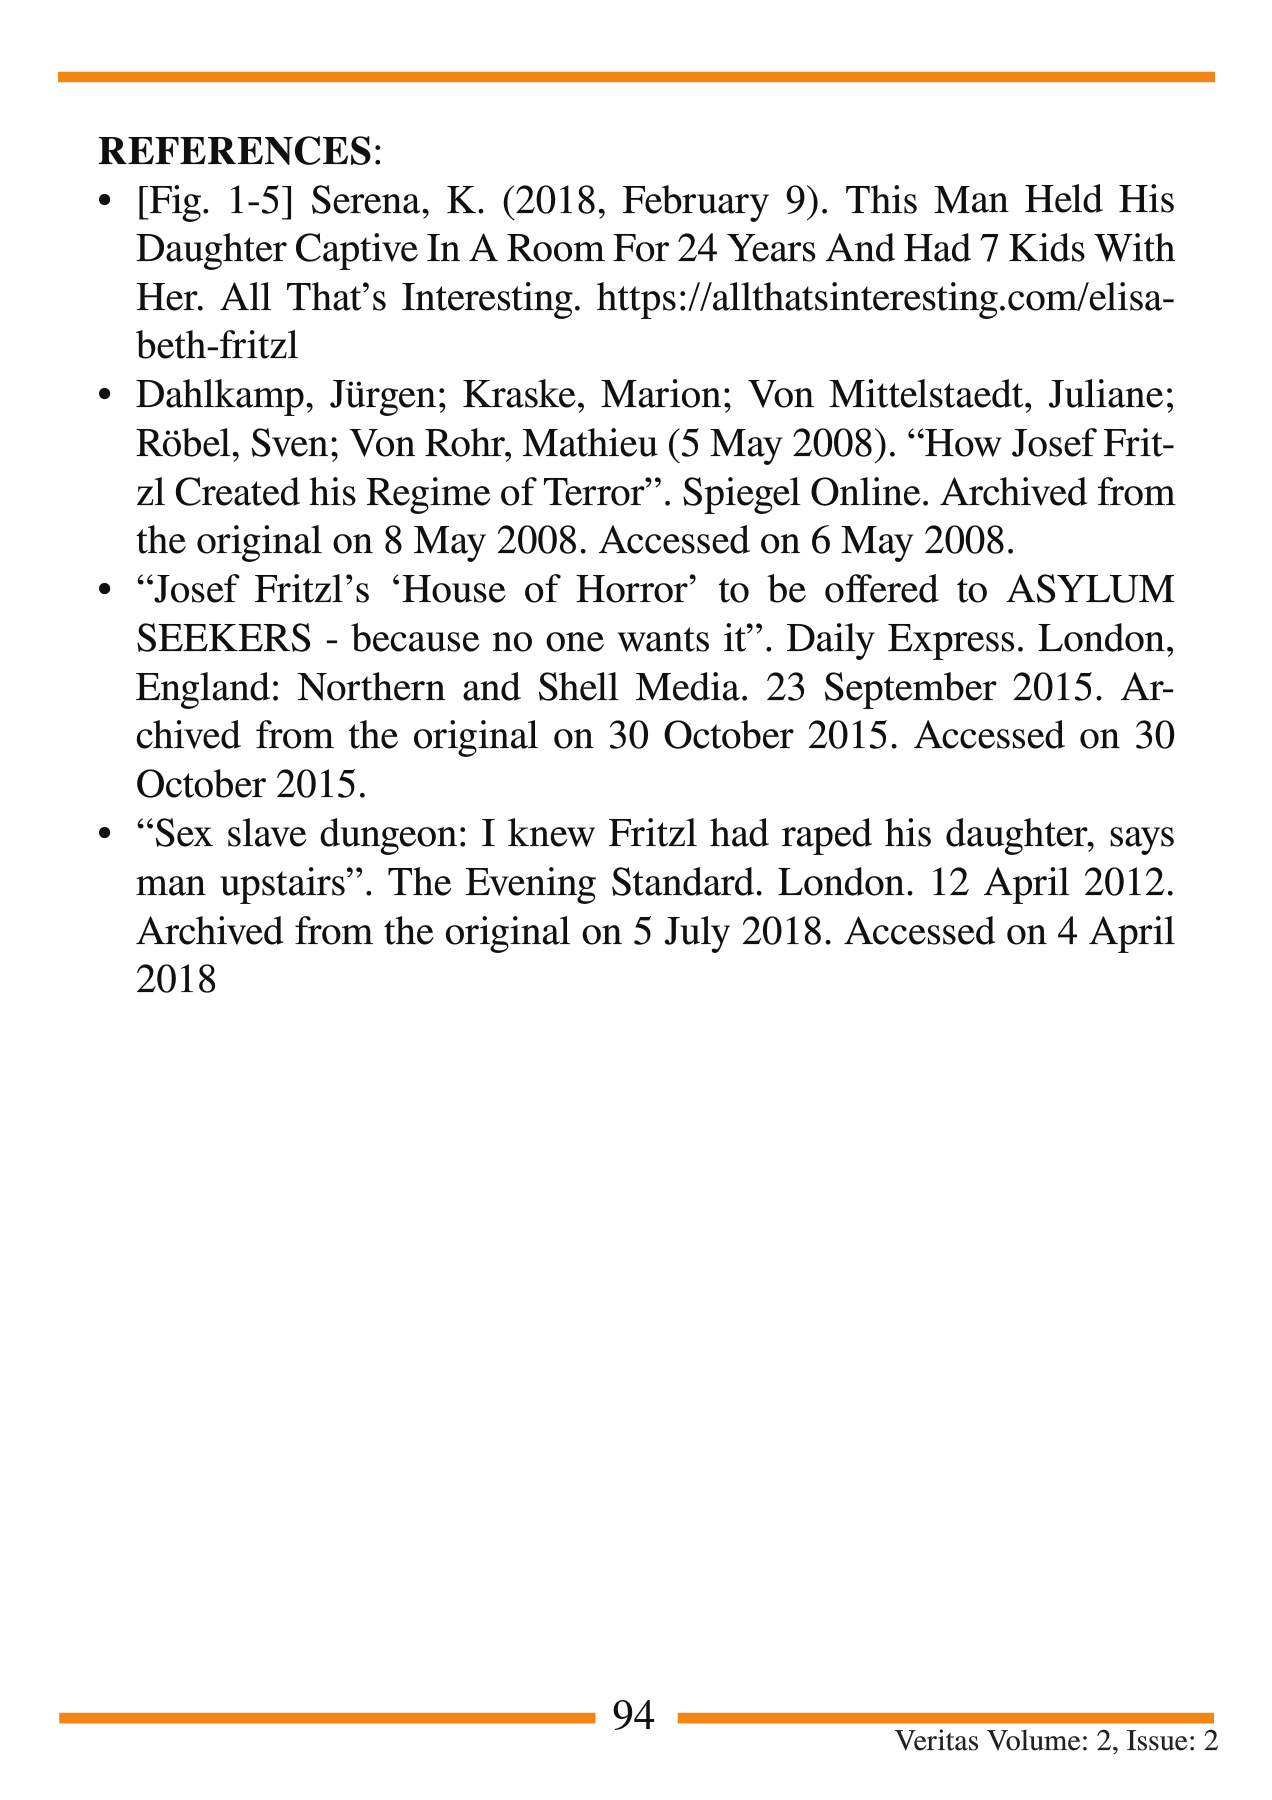 REFERENCES:
• [Fig. 1-5] Serena, K. (2018, February 9). This Man Held His
Daughter Captive In A Room For 24 Years And Had 7 Kids With
Her. All That’s Interesting. https://allthatsinteresting.com/elisa-
beth-fritzl
• Dahlkamp, Jürgen; Kraske, Marion; Von Mittelstaedt, Juliane;
Röbel, Sven; Von Rohr, Mathieu (5 May 2008). “How Josef Frit-
zl Created his Regime of Terror”. Spiegel Online. Archived from
the original on 8 May 2008. Accessed on 6 May 2008.
• “Josef Fritzl’s ‘House of Horror’ to be offered to ASYLUM
SEEKERS - because no one wants it”. Daily Express. London,
England: Northern and Shell Media. 23 September 2015. Ar-
chived from the original on 30 October 2015. Accessed on 30
October 2015.
• “Sex slave dungeon: I knew Fritzl had raped his daughter, says
man upstairs”. The Evening Standard. London. 12 April 2012.
Archived from the original on 5 July 2018. Accessed on 4 April
2018
94
Veritas Volume: 2, Issue: 2